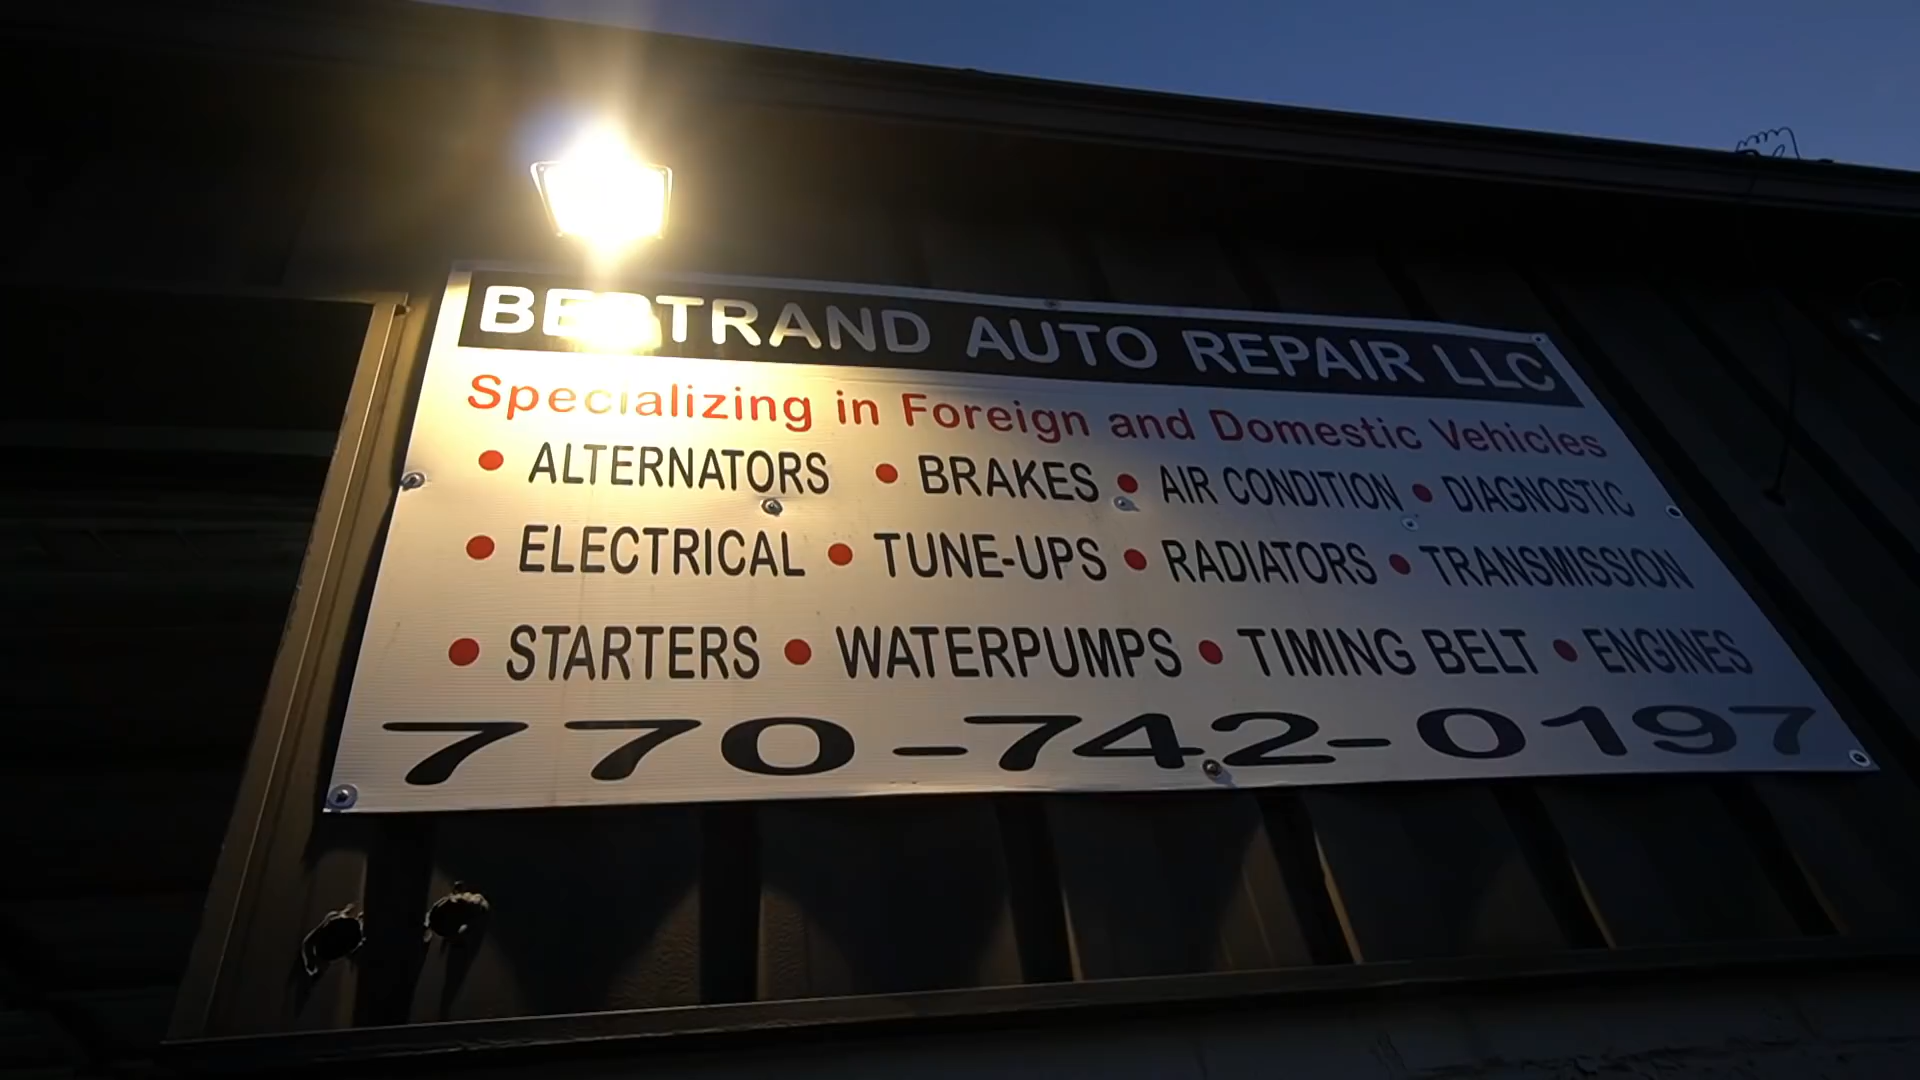 BERTRAND AUTO REPAIR LLC
Specializing in Foreign and Domestic Vehicles
• ALTERNATORS • BRAKES • AIR CONDITION • DIAGNOSTIC
• ELECTRICAL • TUNE-UPS • RADIATORS • TRANSMISSION
• STARTERS • WATERPUMPS • TIMING BELT • ENGINES
770-742-0197